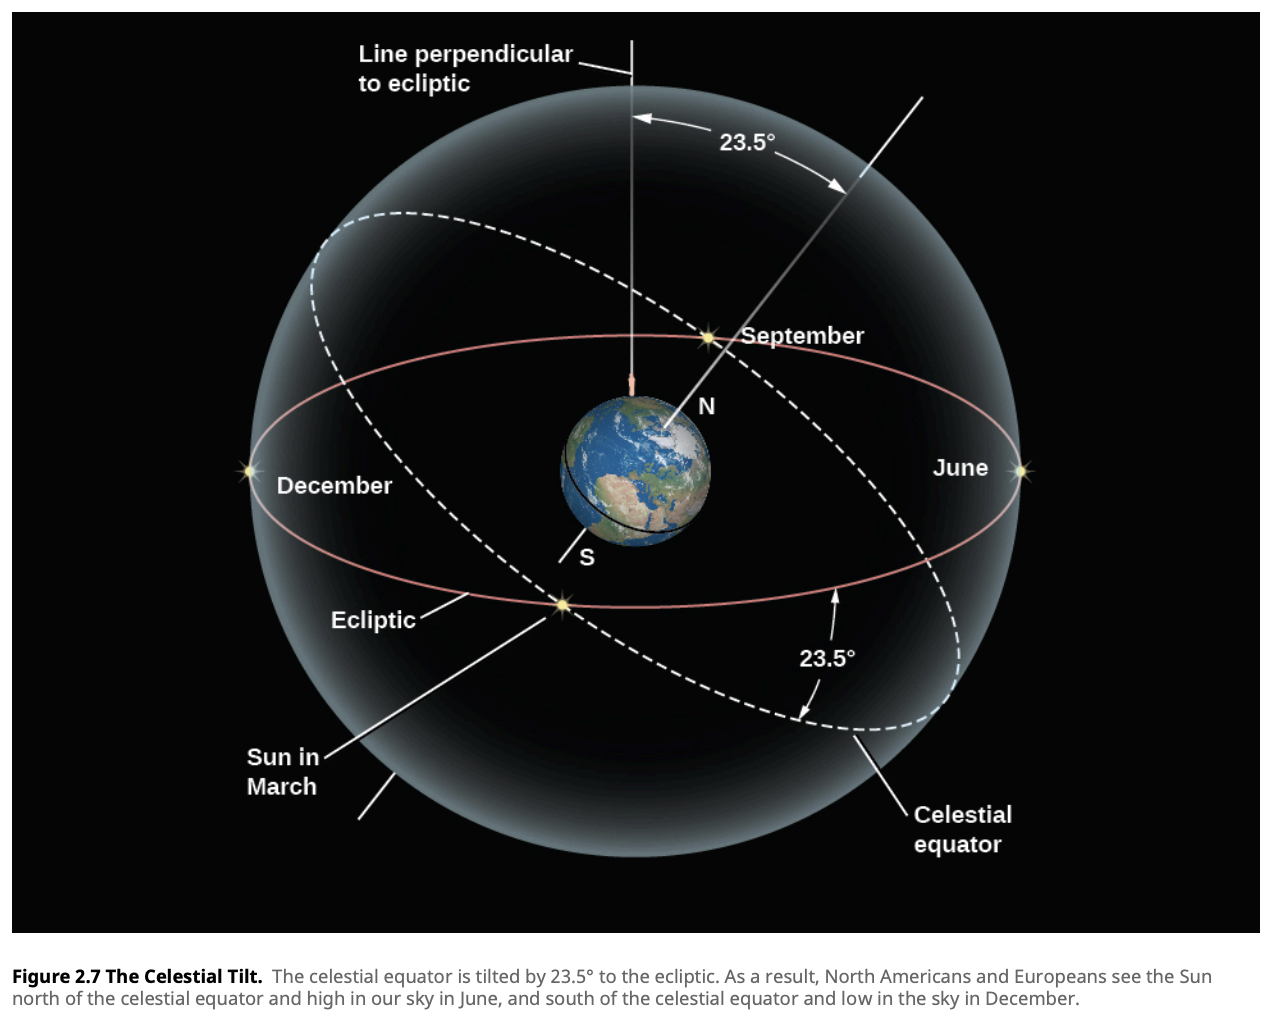 Line perpendicular
to ecliptic
23.5°
September
N
June
December
S
Ecliptic
23.5°
Sun in
March
Celestial
equator
Figure 2.7 The Celestial Tilt. The celestial equator is tilted by 23.5° to the ecliptic. As a result, North Americans and Europeans see the Sun
north of the celestial equator and high in our sky in June, and south of the celestial equator and low in the sky in December.